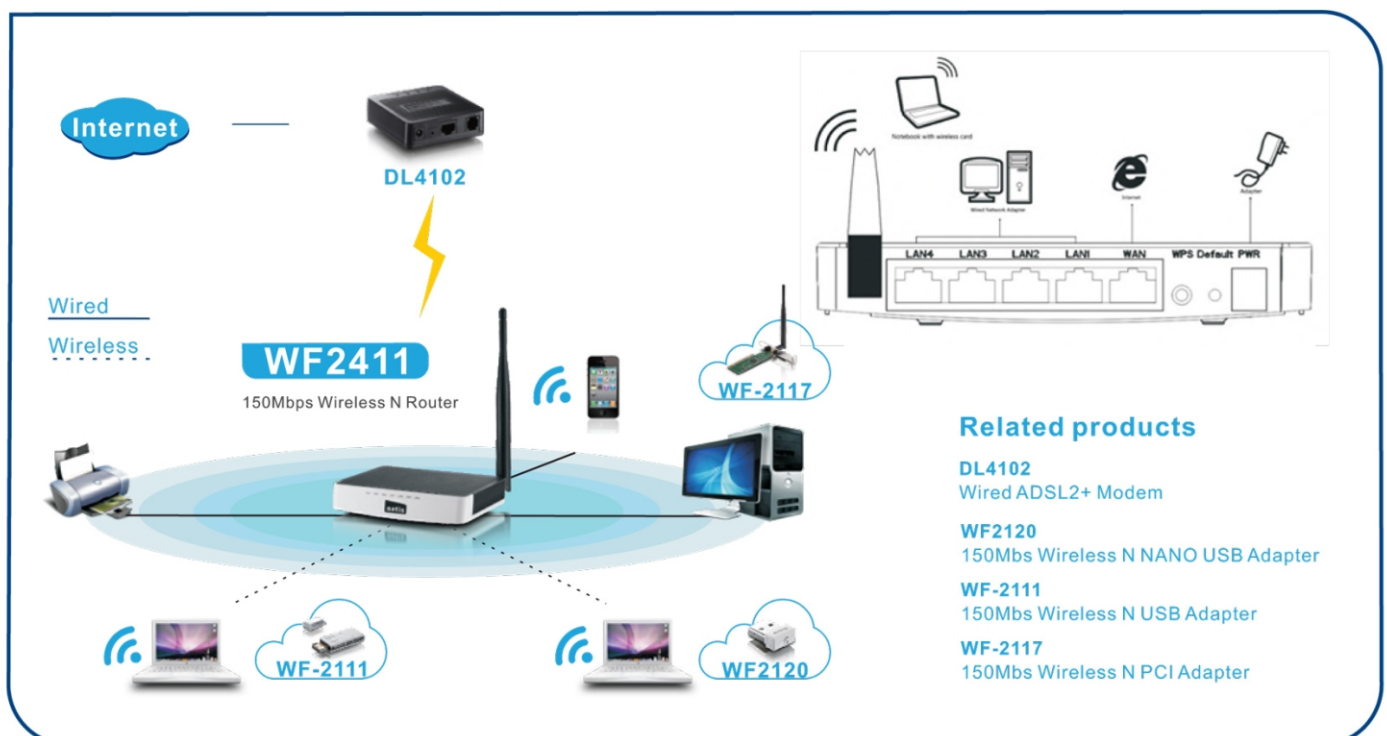 Internet
DL4102
Wired
Wireless
WF2411
150Mbps Wireless N Router
netis
WF-2117
WF-2111
WF2120
Notebook with wireless card
Wired Network Adapter
Internet
Adapter
LAN4 LAN3 LAN2 LAN1 WAN WPS Default PWR
Related products
DL4102
Wired ADSL2+ Modem
WF2120
150Mbs Wireless N NANO USB Adapter
WF-2111
150Mbs Wireless N USB Adapter
WF-2117
150Mbs Wireless N PCI Adapter